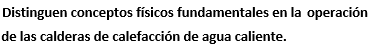 Distinguen conceptos físicos fundamentales en la operación
de las calderas de calefacción de agua caliente.